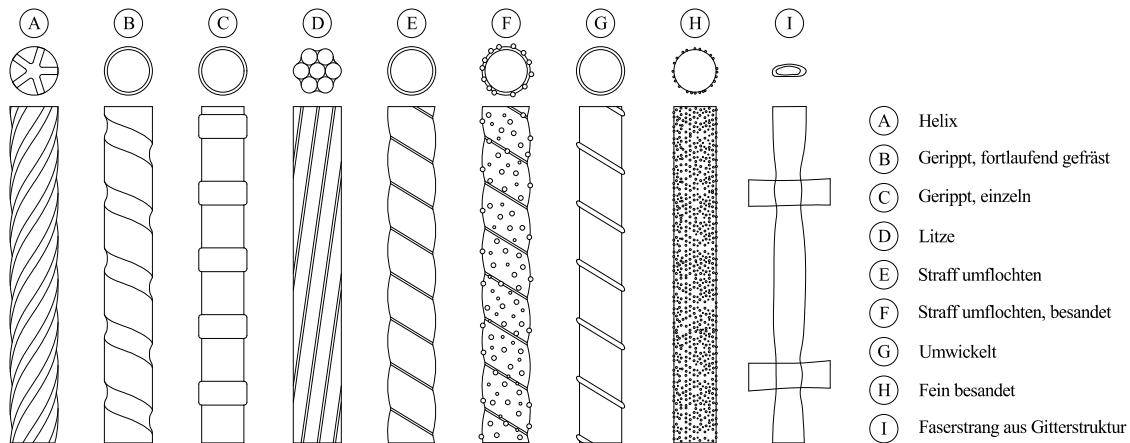 A B C D E F G H I
A Helix
B Gerippt, fortlaufend gefräst
C Gerippt, einzeln
D Litze
E Straff umflochten
F Straff umflochten, besandet
G Umwickelt
H Fein besandet
I Faserstrang aus Gitterstruktur